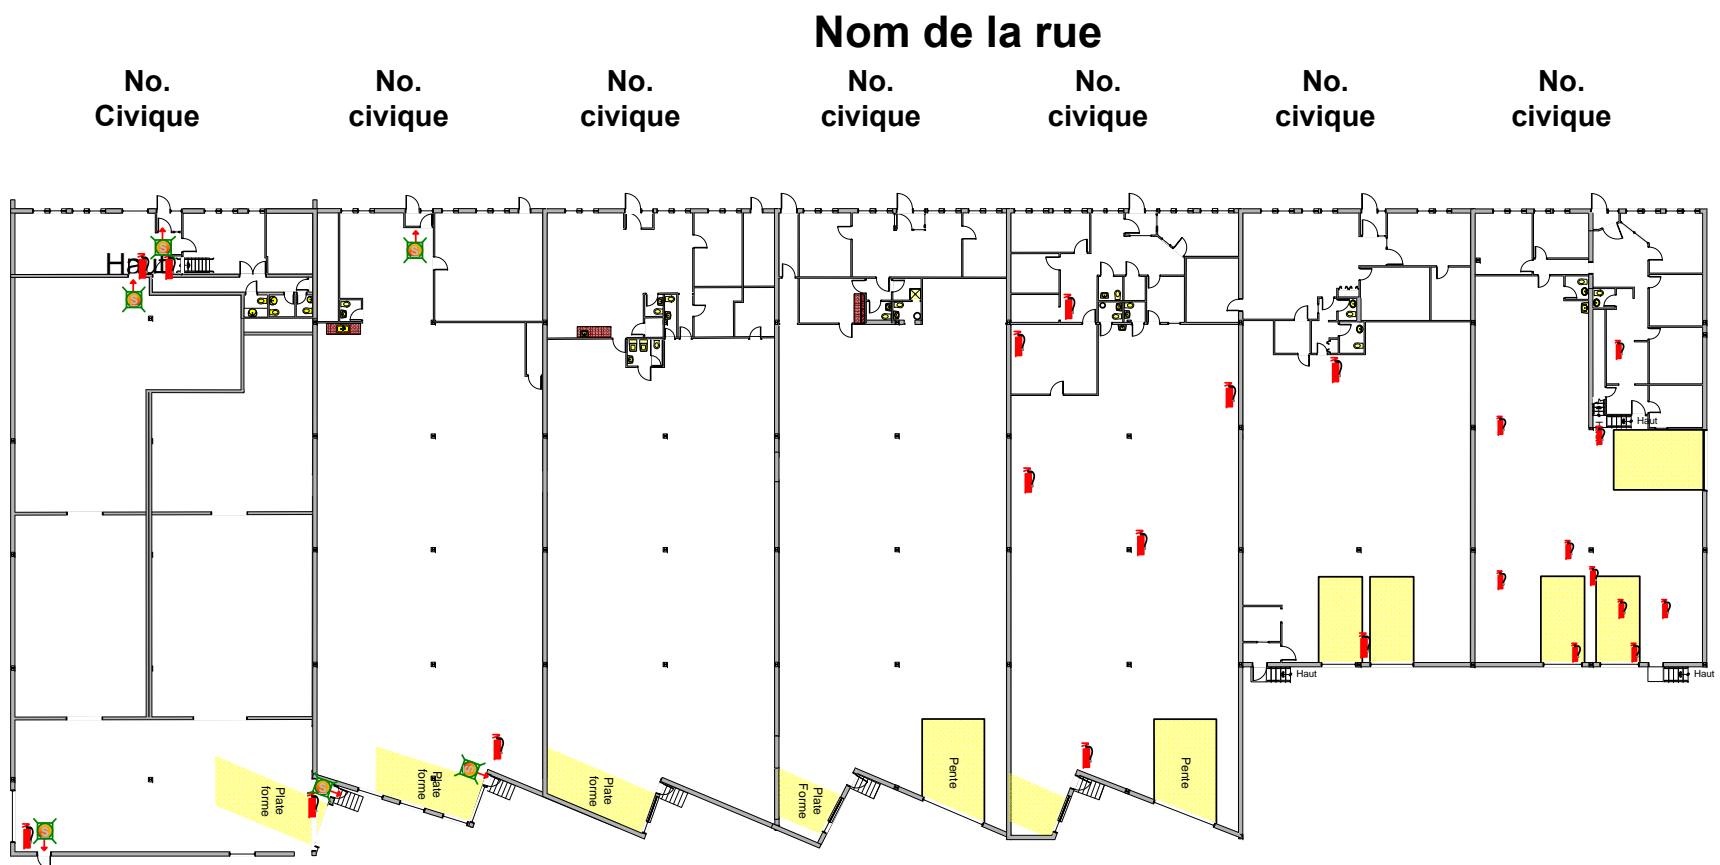 Nom de la rue
No.
Civique
No.
civique
No.
civique
No.
civique
No.
civique
No.
civique
No.
civique
Haut
Haut
Haut
Haut
Plate
forme
Plate
forme
Plate
forme
Plate
Forme
Pente
Pente